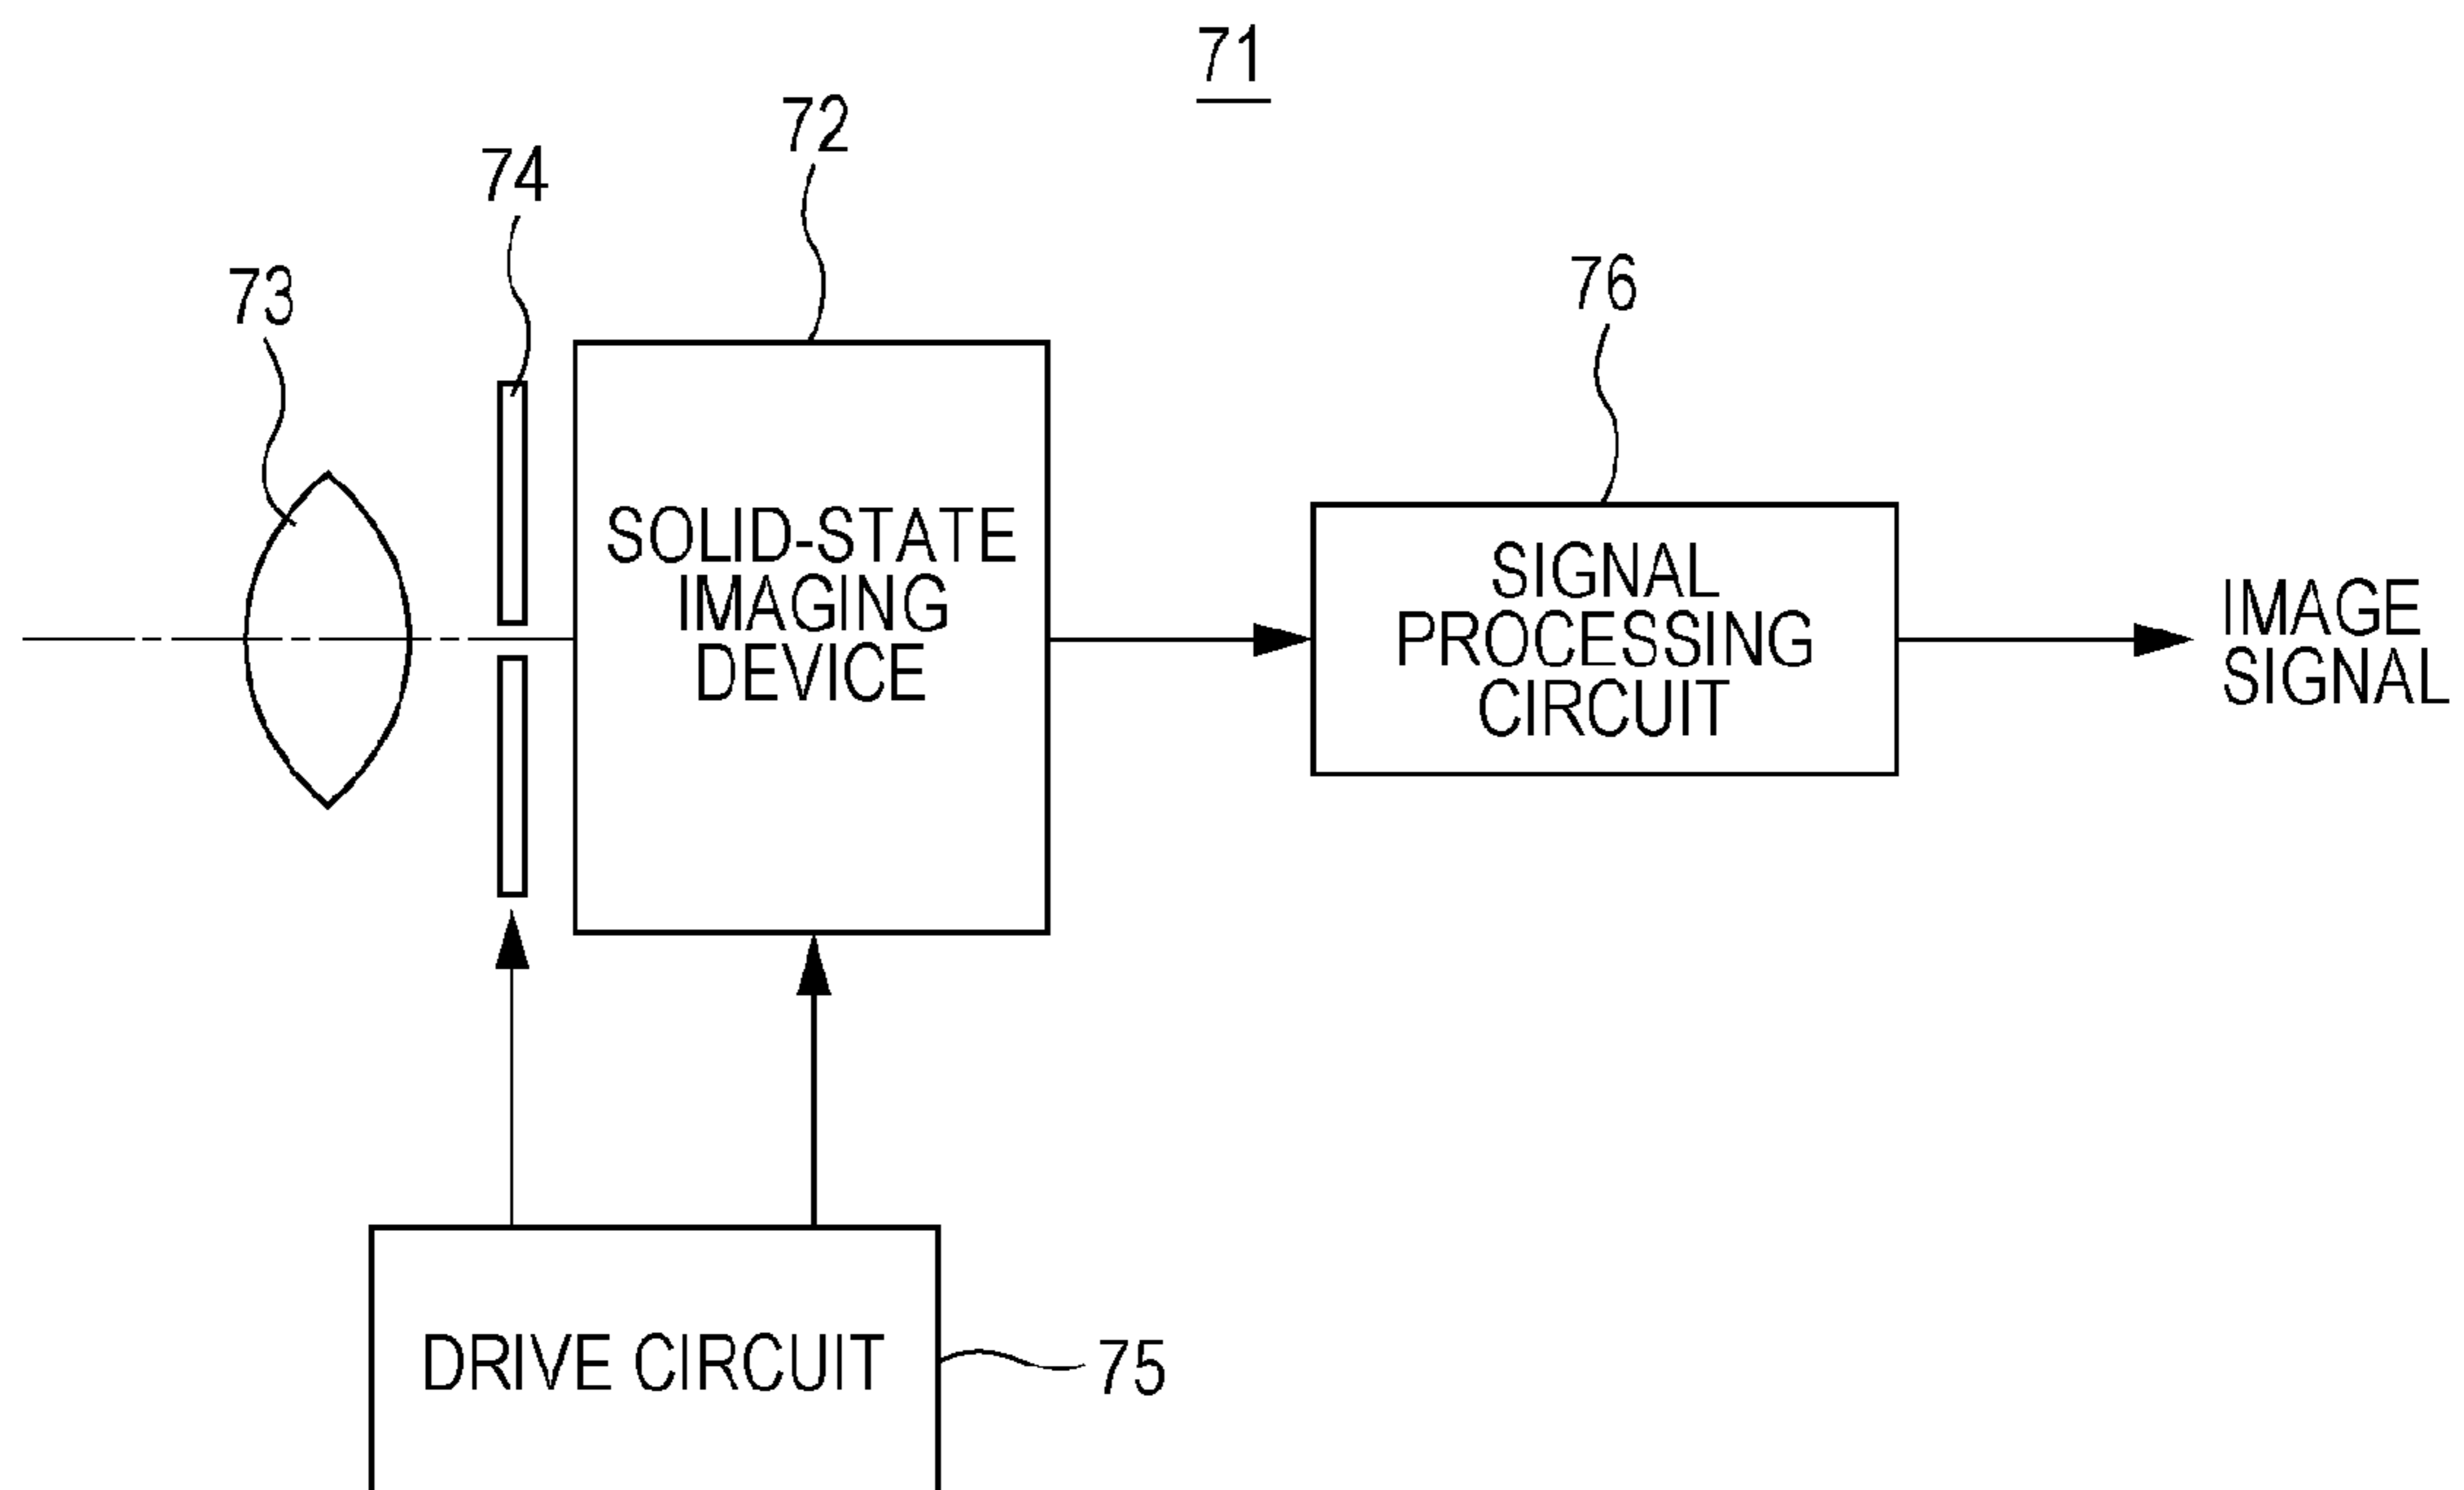 71
72
74
73
76
SOLID-STATE
IMAGING
DEVICE
SIGNAL
PROCESSING
CIRCUIT
IMAGE
SIGNAL
DRIVE CIRCUIT
75